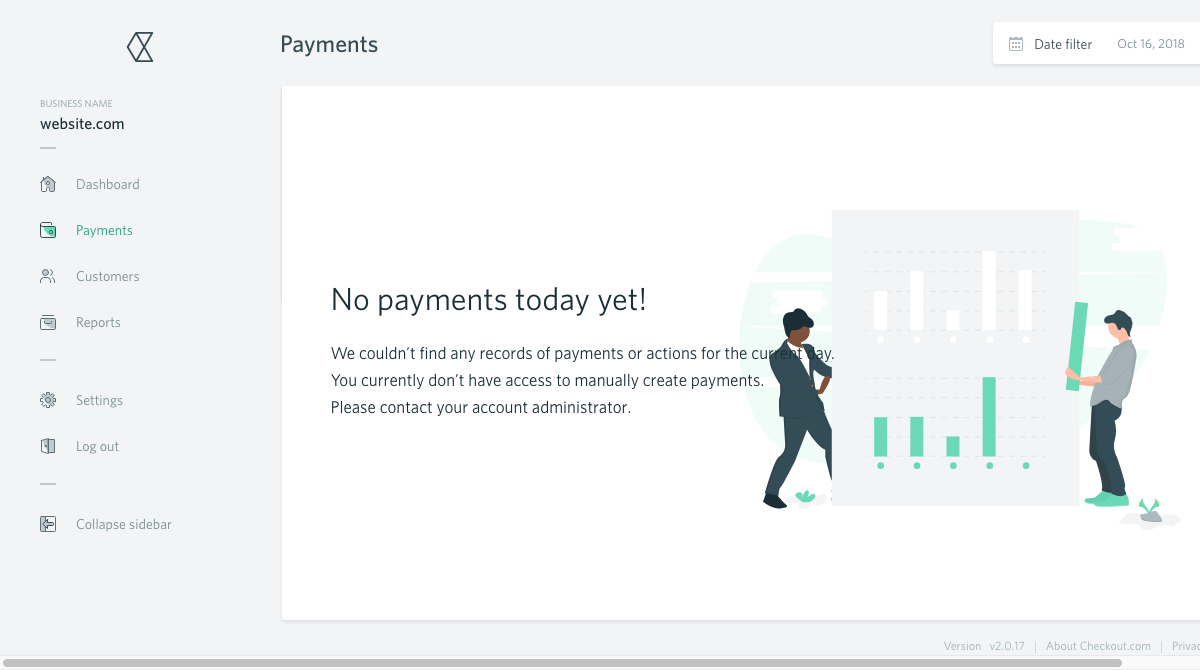 Payments
Date filter Oct 16, 2018
BUSINESS NAME
website.com
Dashboard
Payments
Customers
Reports
Settings
Log out
Collapse sidebar
No payments today yet!
We couldn't find any records of payments or actions for the current day.
You currently don't have access to manually create payments.
Please contact your account administrator.
Version v2.0.17 | About Checkout.com |